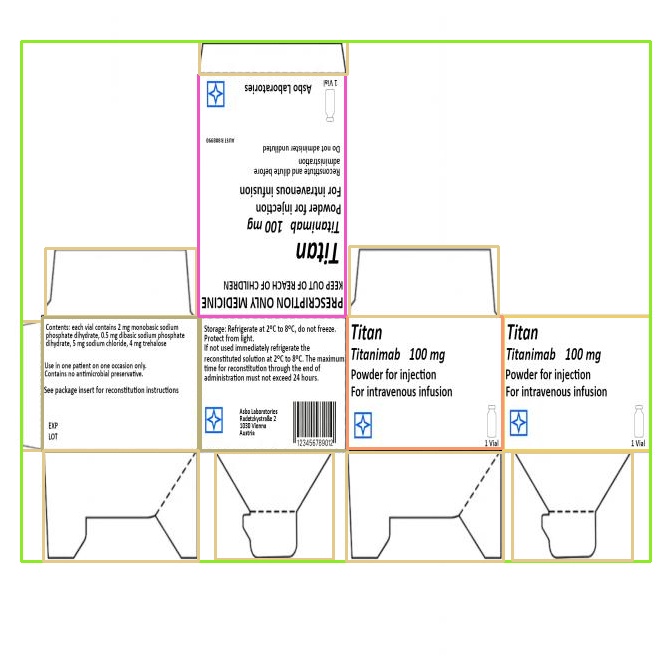 PRESCRIPTION ONLY MEDICINE
KEEP OUT OF REACH OF CHILDREN
Titan
Titanimab 100 mg
Powder for injection
For intravenous infusion
Reconstitute and dilute before
administration
Do not administer undiluted
Asbo Laboratories
1 Vial
Contents: each vial contains 2 mg monobasic sodium
phosphate dihydrate, 0.5 mg dibasic sodium phosphate
dihydrate, 5 mg sodium chloride, 4 mg trehalose
Use in one patient on one occasion only.
Contains no antimicrobial preservative.
See package insert for reconstitution instructions
EXP
LOT
Storage: Refrigerate at 2°C to 8°C, do not freeze.
Protect from light.
If not used immediately refrigerate the
reconstituted solution at 2°C to 8°C. The maximum
time for reconstitution through the end of
administration must not exceed 24 hours.
Asbo Laboratories
Radetzkystraße 2
1030 Vienna
Austria
123456789012
Titan
Titanimab 100 mg
Powder for injection
For intravenous infusion
1 Vial
Titan
Titanimab 100 mg
Powder for injection
For intravenous infusion
1 Vial